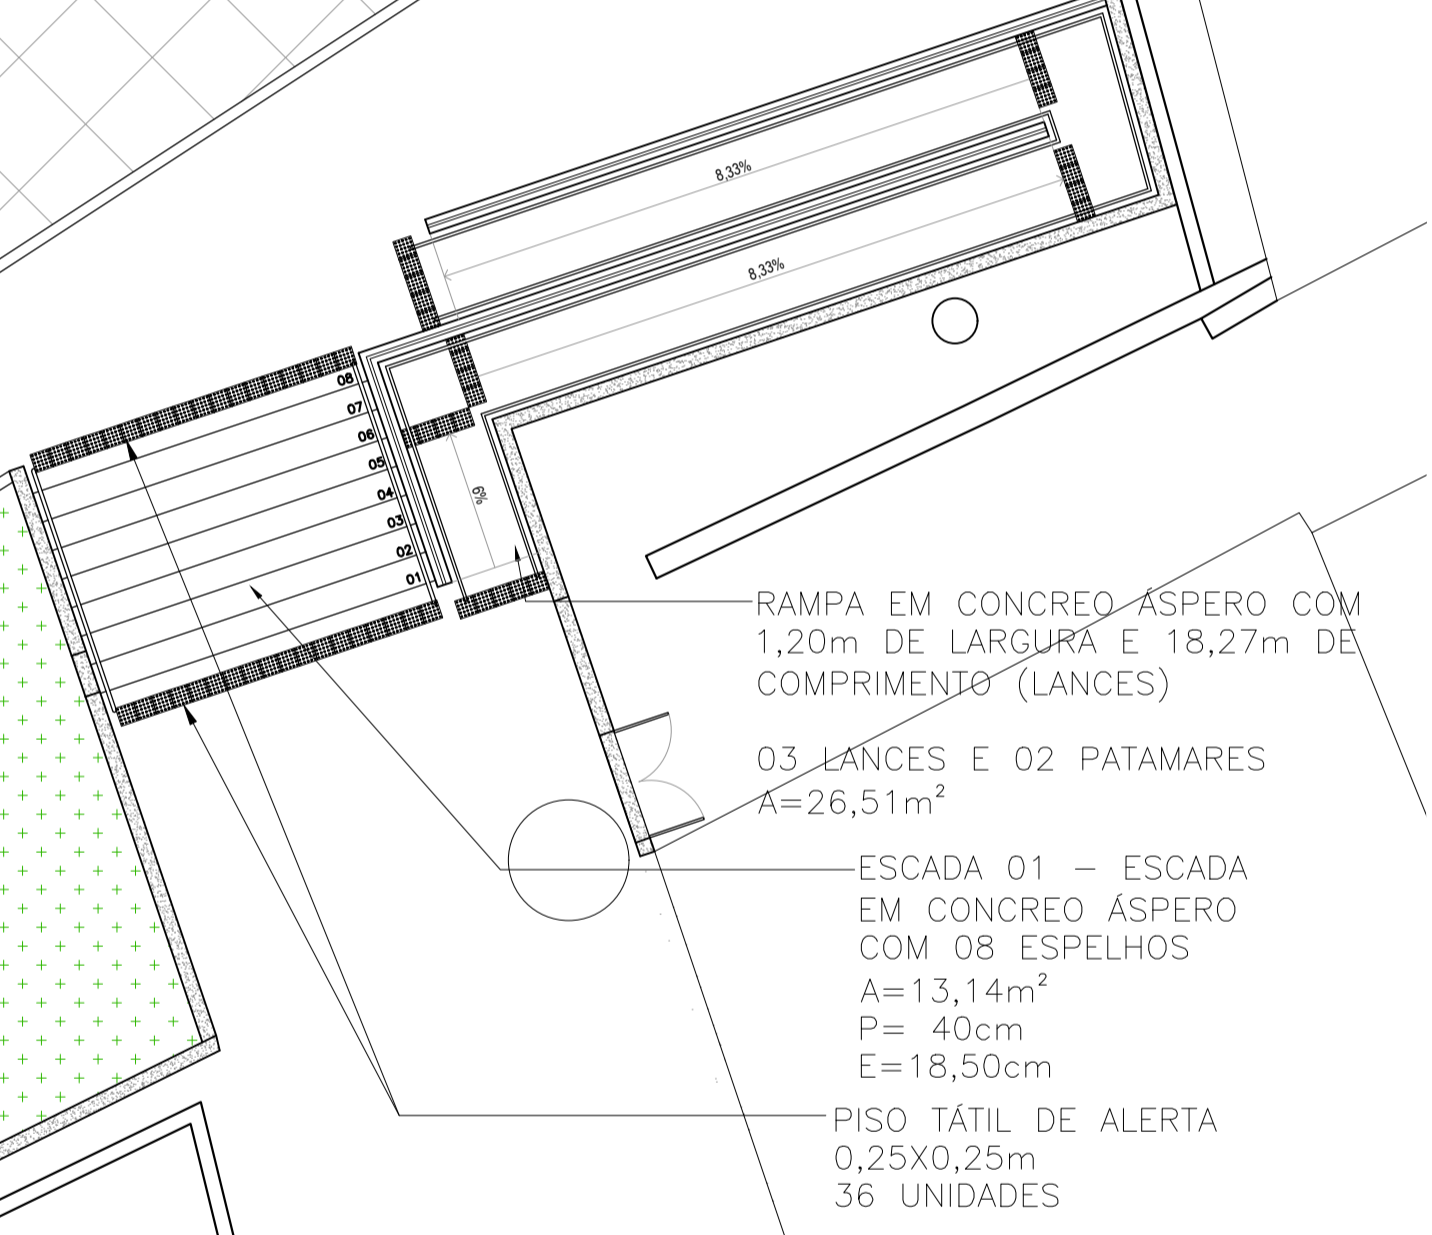 8,33%
8,33%
08
07
06
05
04
03
02
01
6%
RAMPA EM CONCREO ÁSPERO COM
1,20m DE LARGURA E 18,27m DE
COMPRIMENTO (LANCES)
03 LANCES E 02 PATAMARES
A=26,51m²
ESCADA 01 – ESCADA
EM CONCREO ÁSPERO
COM 08 ESPELHOS
A=13,14m²
P= 40cm
E=18,50cm
PISO TÁTIL DE ALERTA
0,25X0,25m
36 UNIDADES